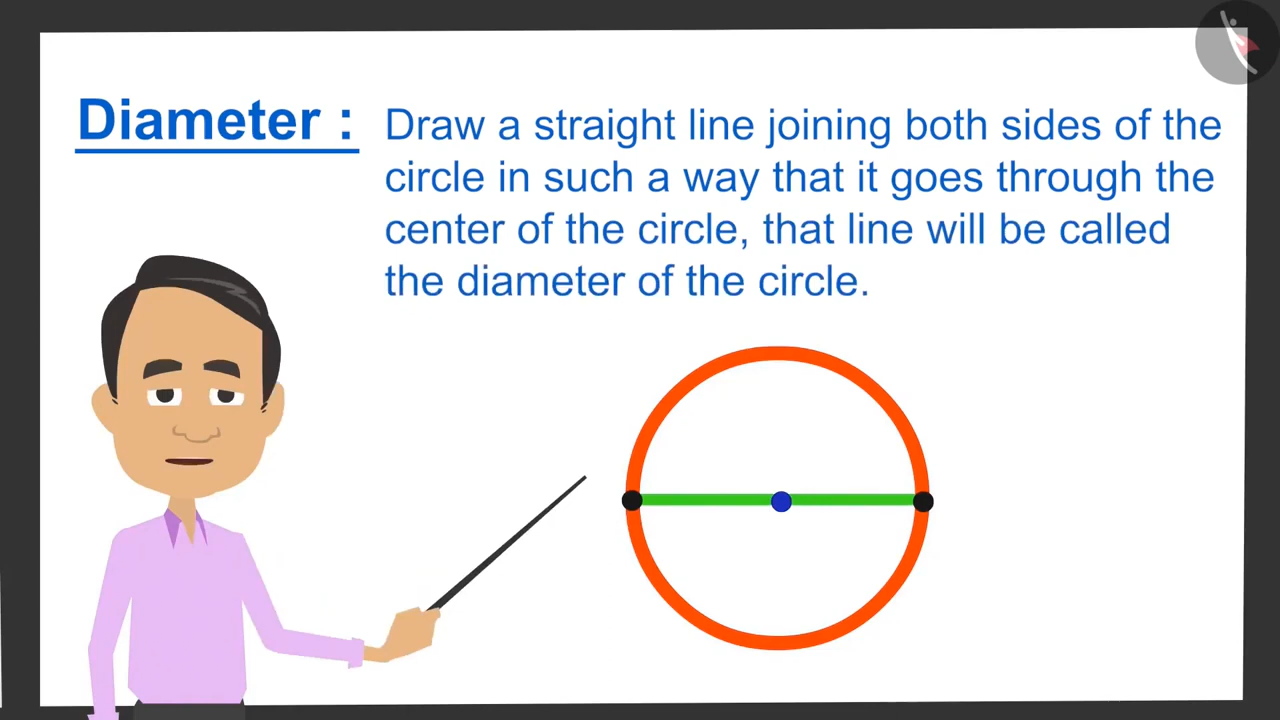 Diameter : Draw a straight line joining both sides of the
circle in such a way that it goes through the
center of the circle, that line will be called
the diameter of the circle.